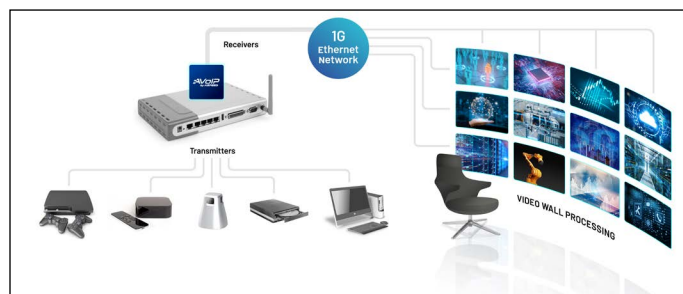 Receivers
1G
Ethernet
Network
AVoIP
Transmitters
VIDEO WALL PROCESSING